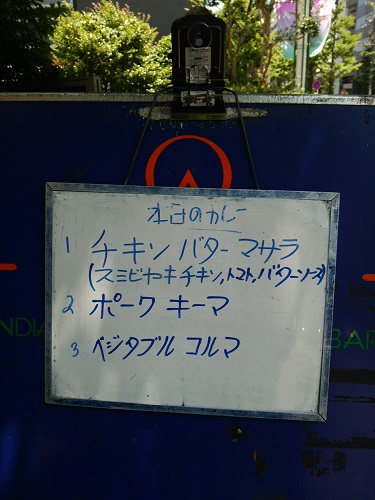 本日のカレー
1 チキン バター マサラ
(スミビヤキチキン,トマト,バターソース)
2 ポーク キーマ
3 ベジタブル コルマ
NDIA
BAR